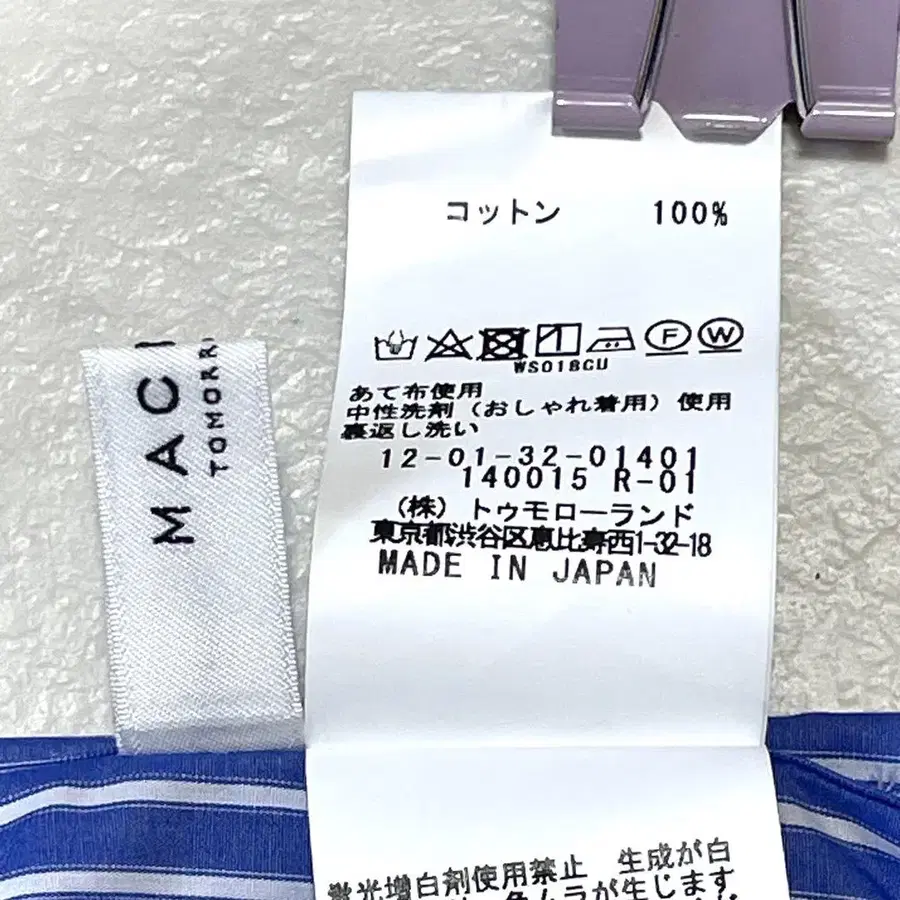 コットン 100%
F W
WS018CU
あて布使用
中性洗剤（おしゃれ着用）使用
裏返し洗い
12-01-32-01401
140015 R-01
（株）トゥモローランド
東京都渋谷区恵比寿西1-32-18
MADE IN JAPAN
MAC
TOMORR
蛍光増白剤使用禁止 生成が白
色ムラが生じます